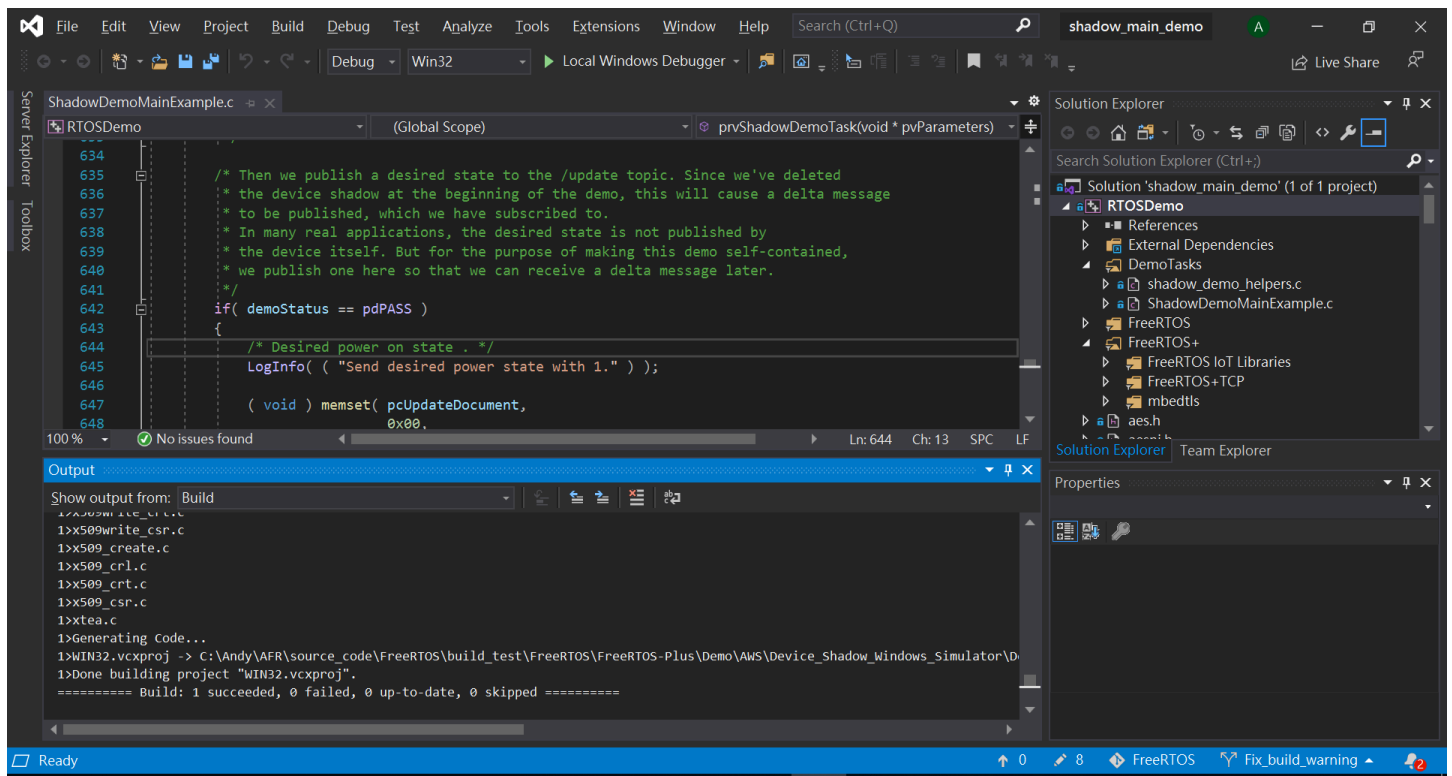 File Edit View Project Build Debug Test Analyze Tools Extensions Window Help Search (Ctrl+Q) shadow_main_demo A
Debug Win32 Local Windows Debugger Live Share
Server Explorer
Toolbox
ShadowDemoMainExample.c
RTOSDemo (Global Scope) prvShadowDemoTask(void * pvParameters)
634
635 /* Then we publish a desired state to the /update topic. Since we've deleted
636 * the device shadow at the beginning of the demo, this will cause a delta message
637 * to be published, which we have subscribed to.
638 * In many real applications, the desired state is not published by
639 * the device itself. But for the purpose of making this demo self-contained,
640 * we publish one here so that we can receive a delta message later.
641 */
642 if( demoStatus == pdPASS )
643 {
644 /* Desired power on state . */
645 LogInfo( ( "Send desired power state with 1." ) );
646
647 ( void ) memset( pcUpdateDocument,
648 0x00,
100 % No issues found Ln: 644 Ch: 13 SPC LF
Output
Show output from: Build
1>x509write_crt.c
1>x509write_csr.c
1>x509_create.c
1>x509_crl.c
1>x509_crt.c
1>x509_csr.c
1>xtea.c
1>Generating Code...
1>WIN32.vcxproj -> C:\Andy\AFR\source_code\FreeRTOS\build_test\FreeRTOS\FreeRTOS-Plus\Demo\AWS\Device_Shadow_Windows_Simulator\D
1>Done building project "WIN32.vcxproj".
========== Build: 1 succeeded, 0 failed, 0 up-to-date, 0 skipped ==========
Solution Explorer
Search Solution Explorer (Ctrl+;)
Solution 'shadow_main_demo' (1 of 1 project)
RTOSDemo
References
External Dependencies
DemoTasks
shadow_demo_helpers.c
ShadowDemoMainExample.c
FreeRTOS
FreeRTOS+
FreeRTOS IoT Libraries
FreeRTOS+TCP
mbedtls
aes.h
Solution Explorer Team Explorer
Properties
Ready 0 8 FreeRTOS Fix_build_warning 2